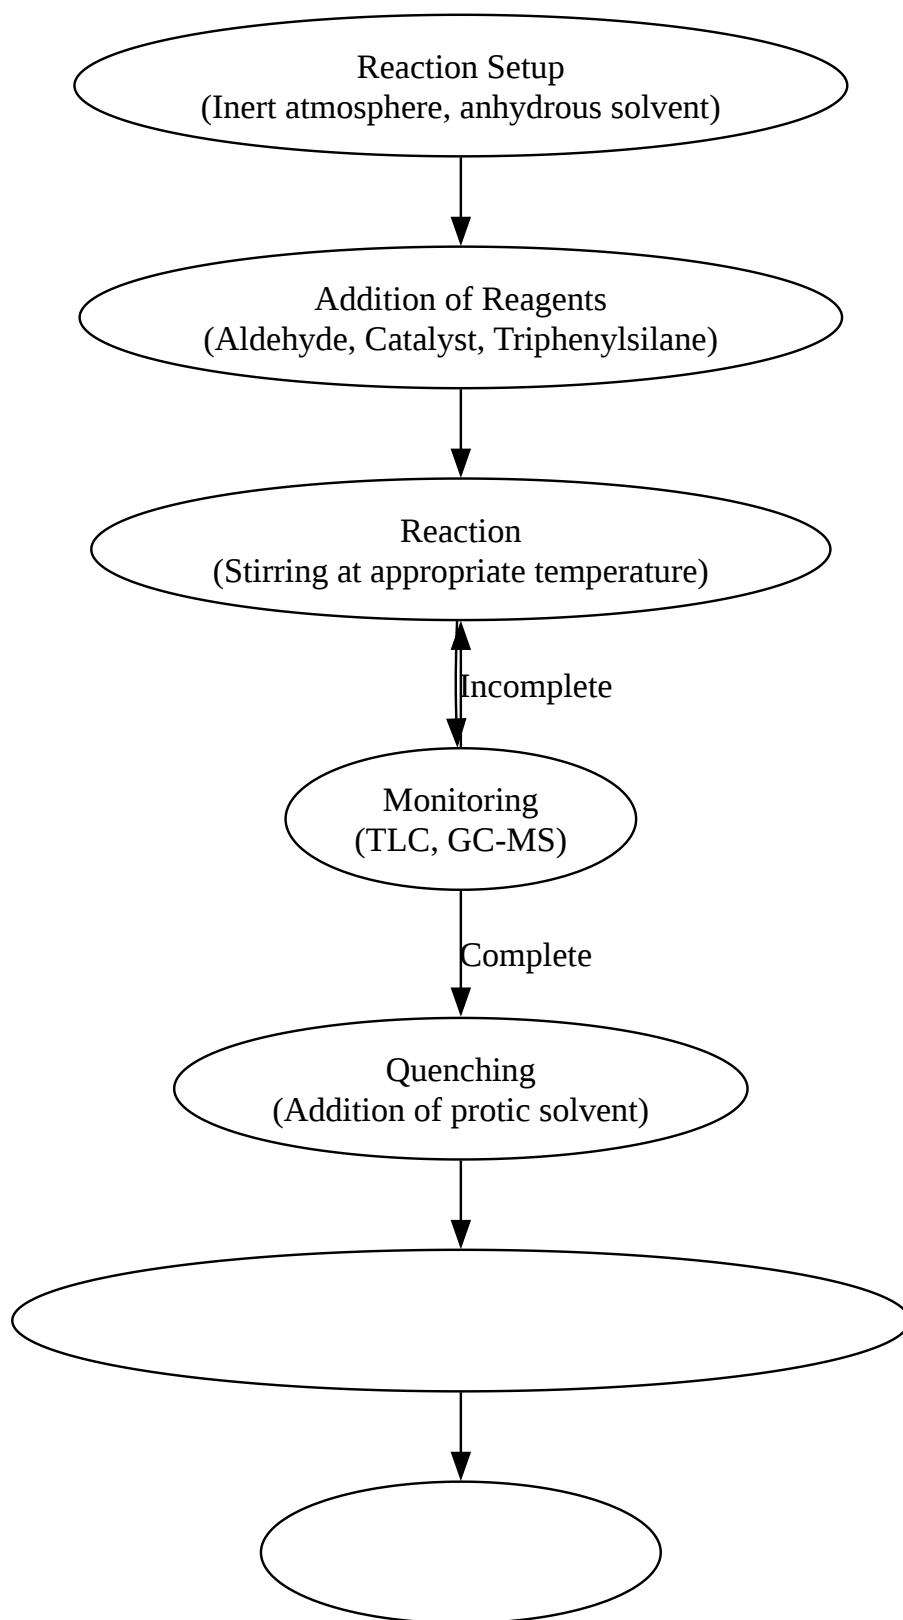 Reaction Setup
(Inert atmosphere, anhydrous solvent)
Addition of Reagents
(Aldehyde, Catalyst, Triphenylsilane)
Reaction
(Stirring at appropriate temperature)
Incomplete
Monitoring
(TLC, GC-MS)
Complete
Quenching
(Addition of protic solvent)